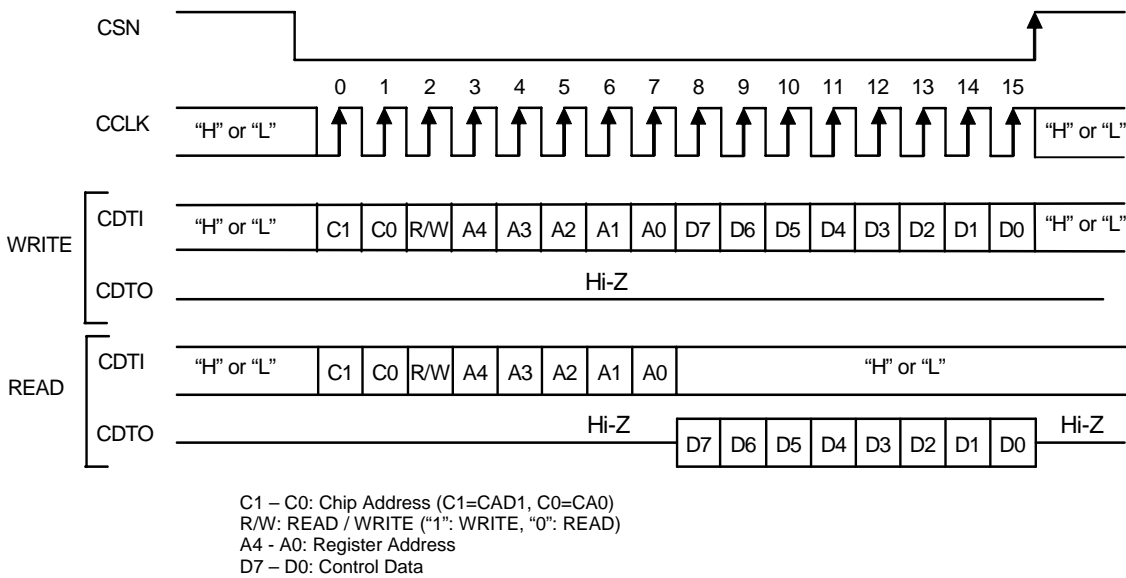 CSN
0 1 2 3 4 5 6 7 8 9 10 11 12 13 14 15
CCLK “H” or “L” “H” or “L”
WRITE
CDTI “H” or “L” C1 C0 R/W A4 A3 A2 A1 A0 D7 D6 D5 D4 D3 D2 D1 D0 “H” or “L”
CDTO Hi-Z
READ
CDTI “H” or “L” C1 C0 R/W A4 A3 A2 A1 A0 “H” or “L”
CDTO Hi-Z D7 D6 D5 D4 D3 D2 D1 D0 Hi-Z
C1 – C0: Chip Address (C1=CAD1, C0=CA0)
R/W: READ / WRITE (“1”: WRITE, “0”: READ)
A4 - A0: Register Address
D7 – D0: Control Data